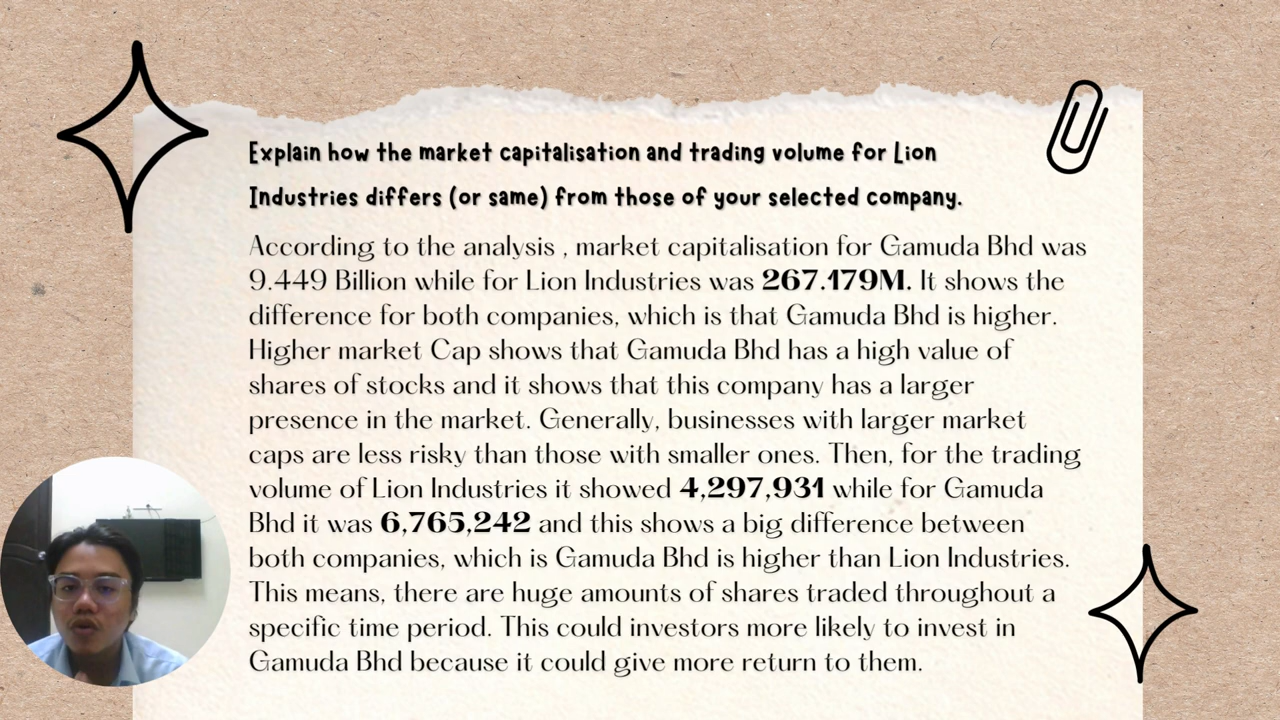 Explain how the market capitalisation and trading volume for Lion
Industries differs (or same) from those of your selected company.
According to the analysis , market capitalisation for Gamuda Bhd was
9.449 Billion while for Lion Industries was 267.179M. It shows the
difference for both companies, which is that Gamuda Bhd is higher.
Higher market Cap shows that Gamuda Bhd has a high value of
shares of stocks and it shows that this company has a larger
presence in the market. Generally, businesses with larger market
caps are less risky than those with smaller ones. Then, for the trading
volume of Lion Industries it showed 4,297,931 while for Gamuda
Bhd it was 6,765,242 and this shows a big difference between
both companies, which is Gamuda Bhd is higher than Lion Industries.
This means, there are huge amounts of shares traded throughout a
specific time period. This could investors more likely to invest in
Gamuda Bhd because it could give more return to them.